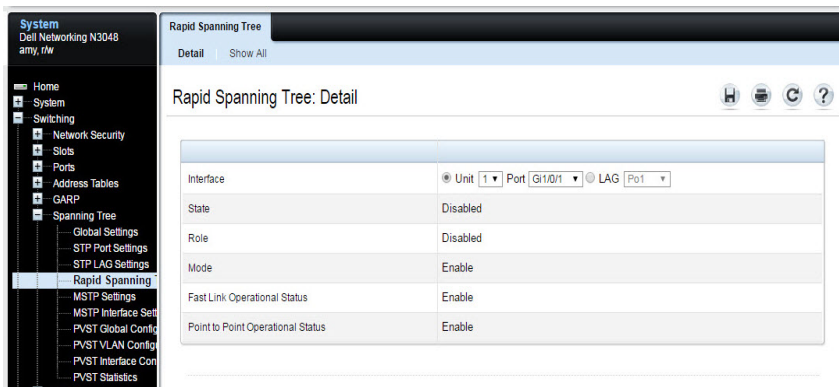 System
Dell Networking N3048
amy, r/w
Rapid Spanning Tree
Detail Show All
Home
System
Switching
Network Security
Slots
Ports
Address Tables
GARP
Spanning Tree
Global Settings
STP Port Settings
STP LAG Settings
Rapid Spanning
MSTP Settings
MSTP Interface Sett
PVST Global Config
PVST VLAN Config
PVST Interface Con
PVST Statistics
Rapid Spanning Tree: Detail
Interface Unit 1 Port Gi1/0/1 LAG Po1
State Disabled
Role Disabled
Mode Enable
Fast Link Operational Status Enable
Point to Point Operational Status Enable